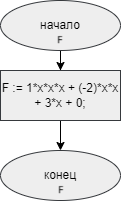 начало
F
F := 1*x*x*x + (-2)*x*x
+ 3*x + 0;
конец
F